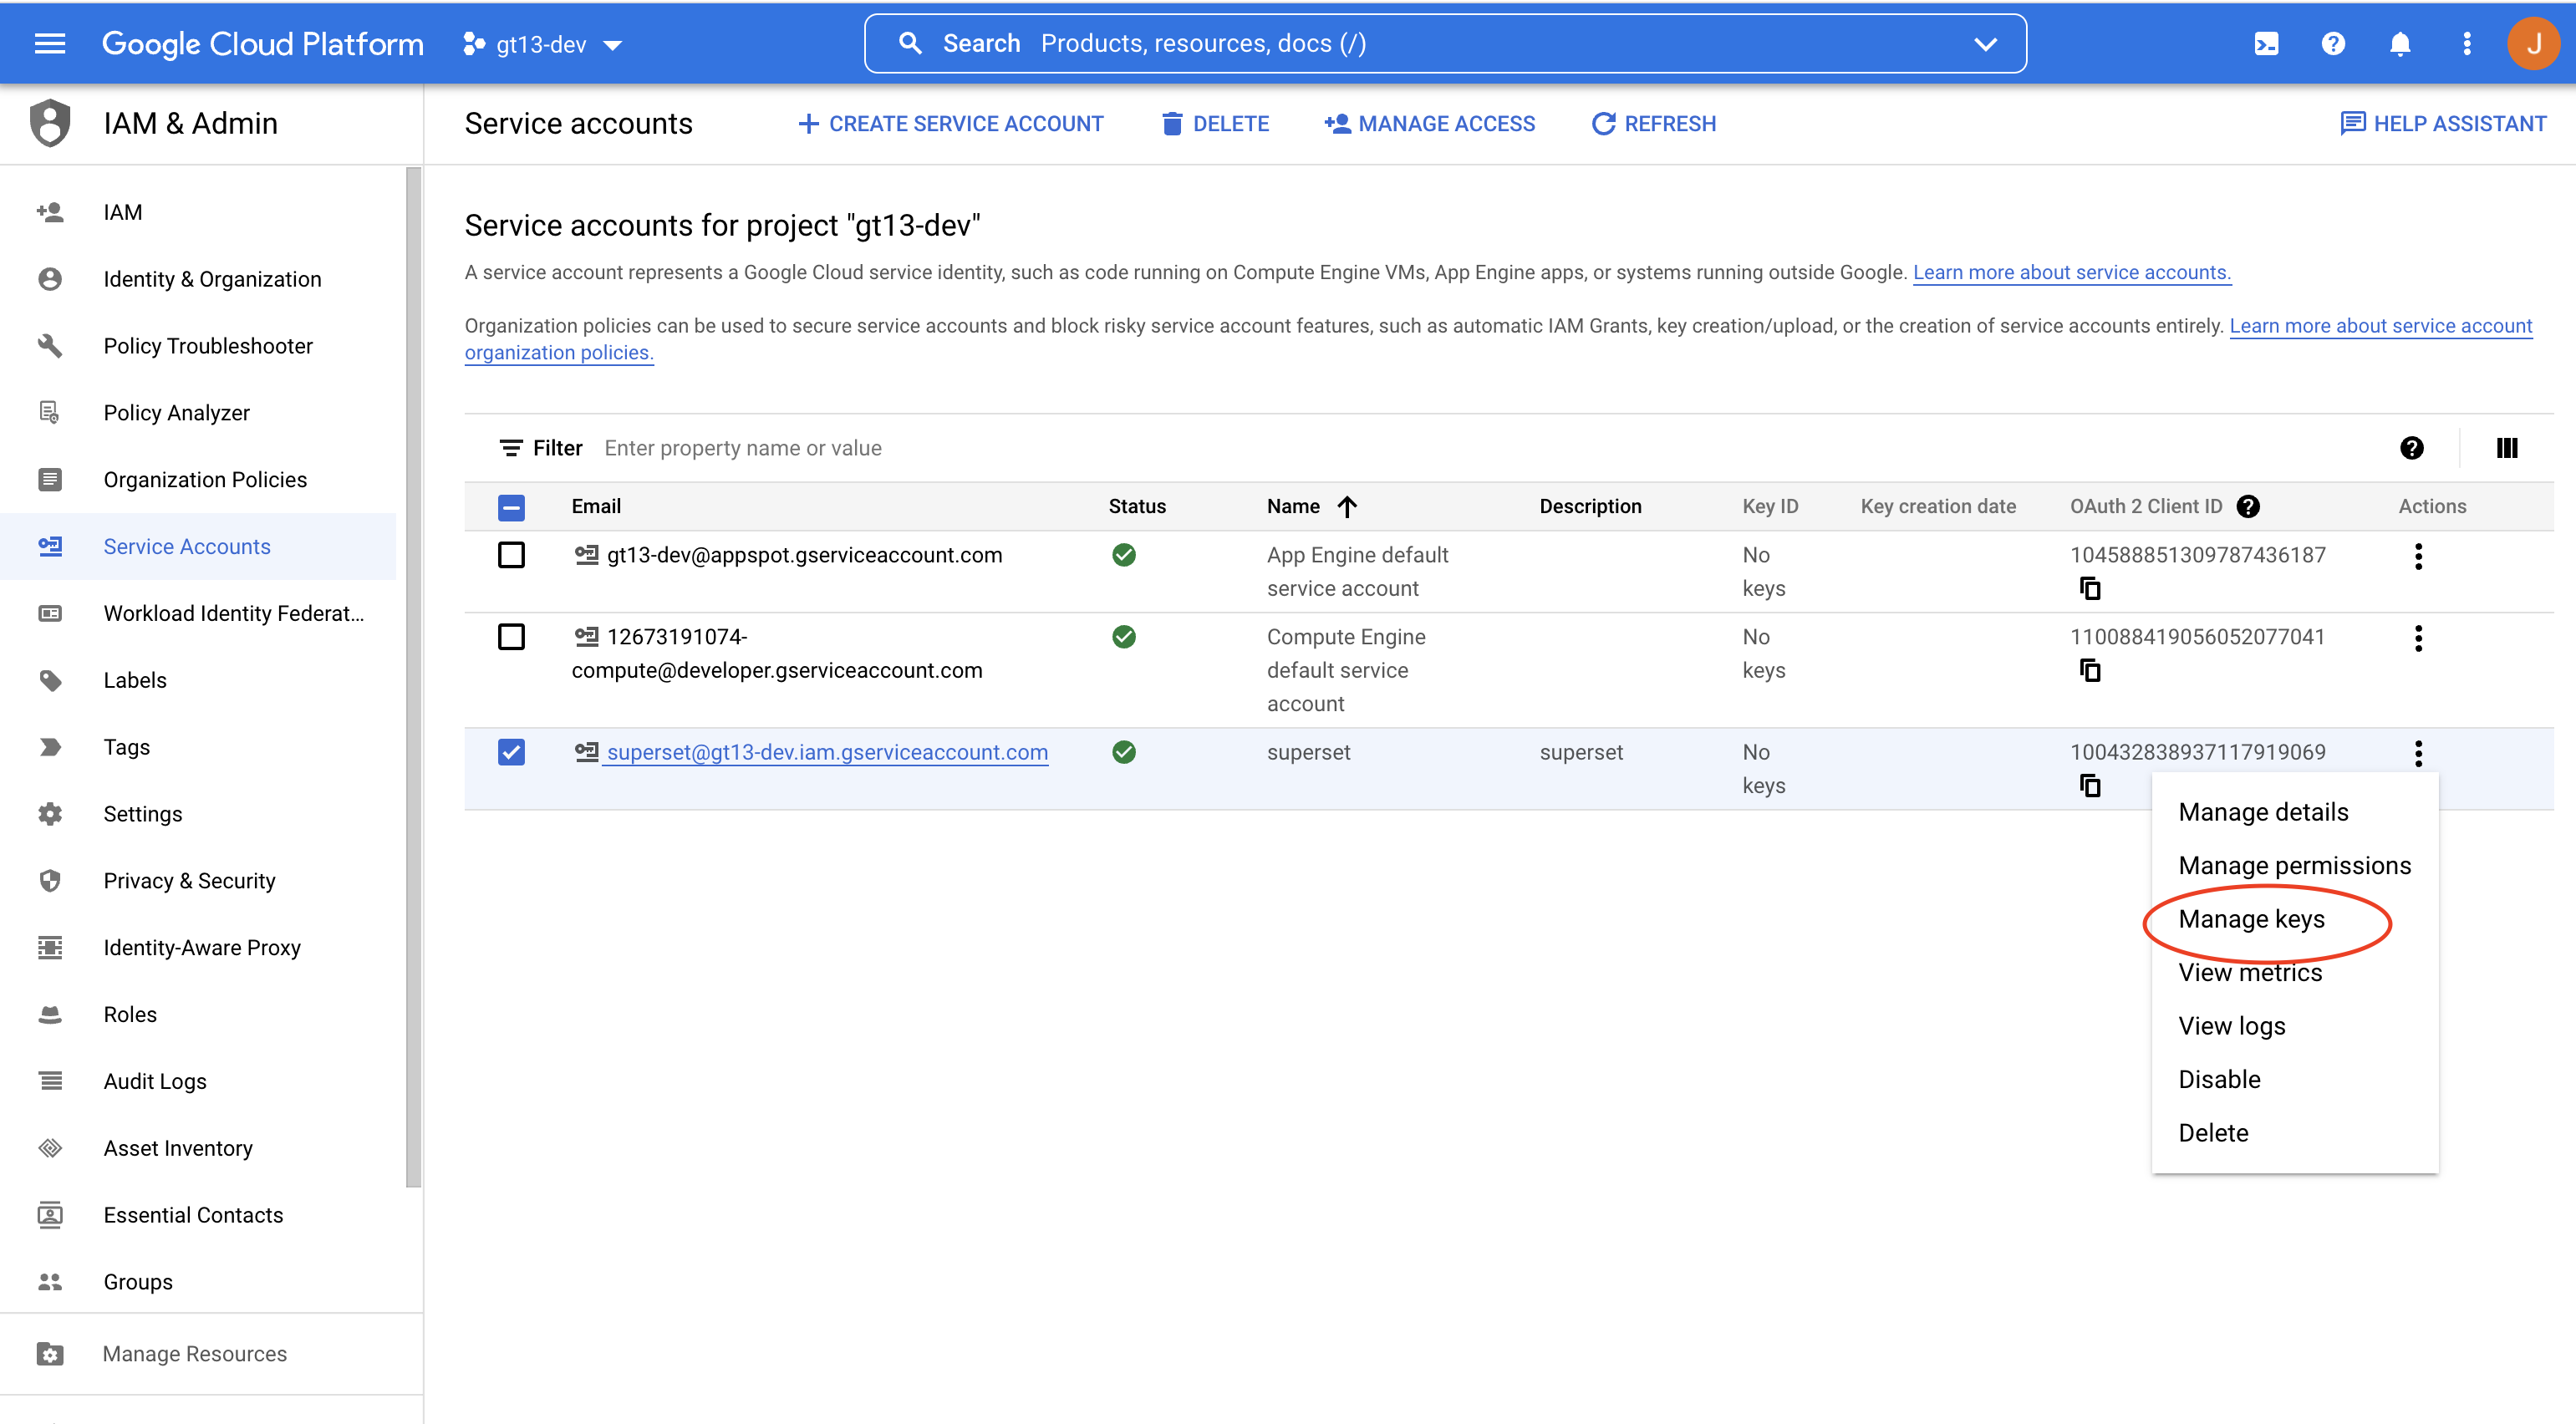 Google Cloud Platform
gt13-dev
Search Products, resources, docs (/)
J
IAM & Admin
Service accounts
CREATE SERVICE ACCOUNT
DELETE
MANAGE ACCESS
REFRESH
HELP ASSISTANT
IAM
Identity & Organization
Policy Troubleshooter
Policy Analyzer
Organization Policies
Service Accounts
Workload Identity Federat...
Labels
Tags
Settings
Privacy & Security
Identity-Aware Proxy
Roles
Audit Logs
Asset Inventory
Essential Contacts
Groups
Manage Resources
Service accounts for project "gt13-dev"
A service account represents a Google Cloud service identity, such as code running on Compute Engine VMs, App Engine apps, or systems running outside Google. Learn more about service accounts.
Organization policies can be used to secure service accounts and block risky service account features, such as automatic IAM Grants, key creation/upload, or the creation of service accounts entirely. Learn more about service account
organization policies.
Filter Enter property name or value
Email Status Name Description Key ID Key creation date OAuth 2 Client ID Actions
gt13-dev@appspot.gserviceaccount.com App Engine default No 104588851309787436187
service account keys
12673191074- Compute Engine No 110088419056052077041
compute@developer.gserviceaccount.com default service keys
account
superset@gt13-dev.iam.gserviceaccount.com superset superset No 100432838937117919069
keys
Manage details
Manage permissions
Manage keys
View metrics
View logs
Disable
Delete